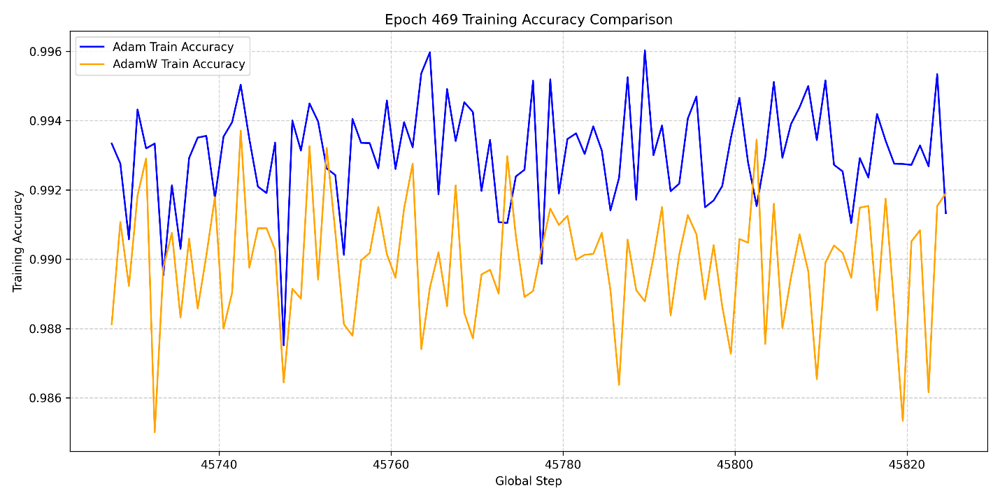 Epoch 469 Training Accuracy Comparison
Adam Train Accuracy
AdamW Train Accuracy
Training Accuracy
0.996
0.994
0.992
0.990
0.988
0.986
45740 45760 45780 45800 45820
Global Step